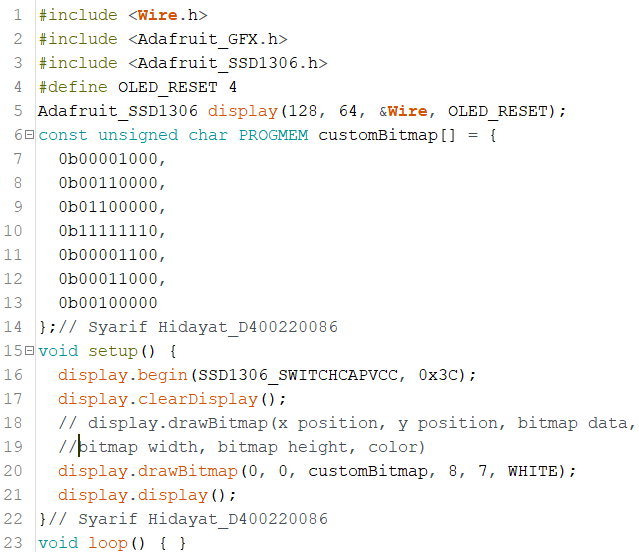 1 #include <Wire.h>
2 #include <Adafruit_GFX.h>
3 #include <Adafruit_SSD1306.h>
4 #define OLED_RESET 4
5 Adafruit_SSD1306 display(128, 64, &Wire, OLED_RESET);
6 const unsigned char PROGMEM customBitmap[] = {
7   0b00001000,
8   0b00110000,
9   0b01100000,
10   0b11111110,
11   0b00001100,
12   0b00011000,
13   0b00100000
14 };// Syarif Hidayat_D400220086
15 void setup() {
16   display.begin(SSD1306_SWITCHCAPVCC, 0x3C);
17   display.clearDisplay();
18   // display.drawBitmap(x position, y position, bitmap data,
19   //bitmap width, bitmap height, color)
20   display.drawBitmap(0, 0, customBitmap, 8, 7, WHITE);
21   display.display();
22 }// Syarif Hidayat_D400220086
23 void loop() { }